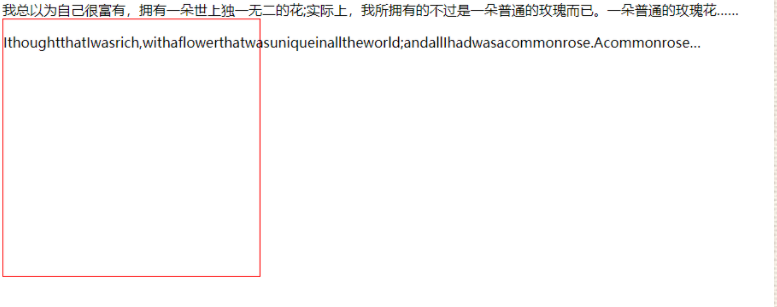 我总以为自己很富有，拥有一朵世上独一无二的花;实际上，我所拥有的不过是一朵普通的玫瑰而已。一朵普通的玫瑰花……
IthoughtthatIwasrich,withaflowerthatwasuniqueinalltheworld;andallIhadwasacommonrose.Acommonrose...